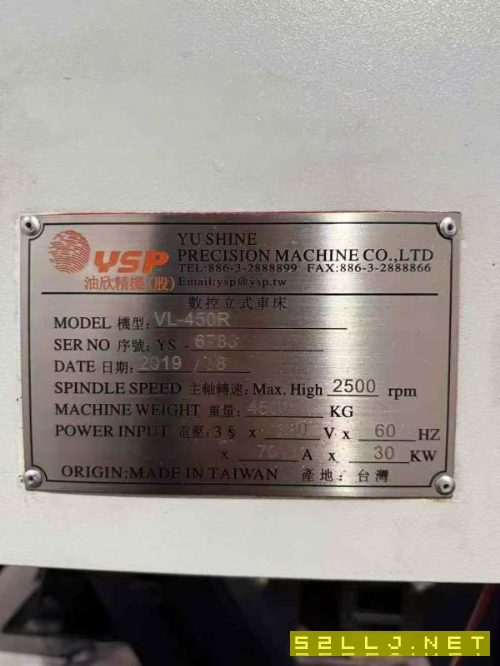 YSP
油欣精機(股)
YU SHINE
PRECISION MACHINE CO.,LTD
TEL:886-3-2888899 FAX:886-3-2888866
Email:ysp@ysp.tw
數控立式車床
MODEL 機型: VL-450R
SER NO 序號: YS -
DATE 日期: 2019 /
SPINDLE SPEED 主軸轉速: Max. High 2500 rpm
MACHINE WEIGHT 重量: KG
POWER INPUT 電壓: 3 § x V x 60 HZ
x A x 30 KW
ORIGIN:MADE IN TAIWAN 產地:台灣
52LLJ.NET